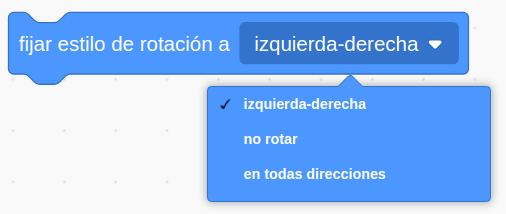 fijar estilo de rotación a izquierda-derecha
izquierda-derecha
no rotar
en todas direcciones